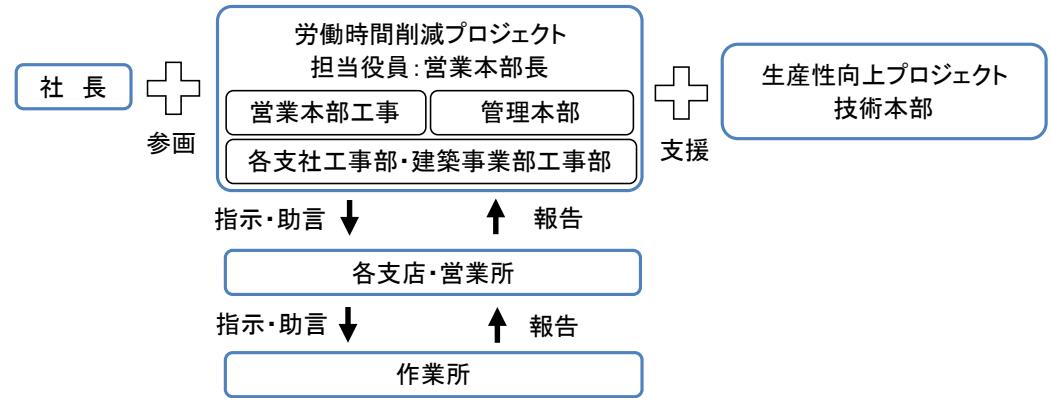 労働時間削減プロジェクト
担当役員：営業本部長
社　長
参画
営業本部工事
管理本部
各支社工事部・建築事業部工事部
支援
生産性向上プロジェクト
技術本部
指示・助言
報告
各支店・営業所
指示・助言
報告
作業所